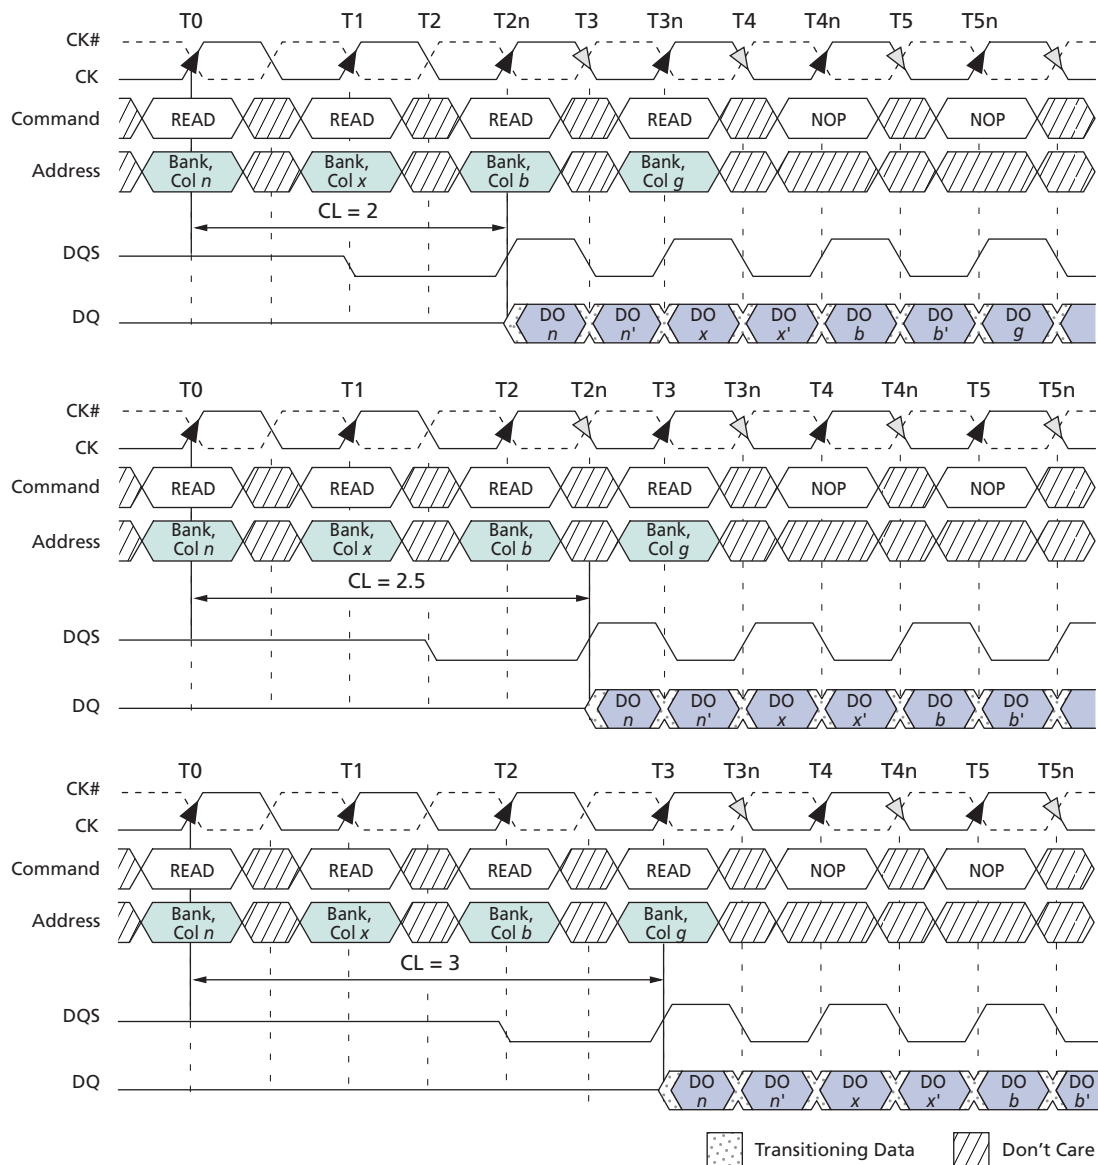 T0 T1 T2 T2n T3 T3n T4 T4n T5 T5n
CK#
CK
Command READ READ READ READ NOP NOP
Address Bank, Col n Bank, Col x Bank, Col b Bank, Col g
CL = 2
DQS
DQ DO n DO n' DO x DO x' DO b DO b' DO g
T0 T1 T2 T2n T3 T3n T4 T4n T5 T5n
CK#
CK
Command READ READ READ READ NOP NOP
Address Bank, Col n Bank, Col x Bank, Col b Bank, Col g
CL = 2.5
DQS
DQ DO n DO n' DO x DO x' DO b DO b'
T0 T1 T2 T3 T3n T4 T4n T5 T5n
CK#
CK
Command READ READ READ READ NOP NOP
Address Bank, Col n Bank, Col x Bank, Col b Bank, Col g
CL = 3
DQS
DQ DO n DO n' DO x DO x' DO b DO b'
Transitioning Data Don't Care